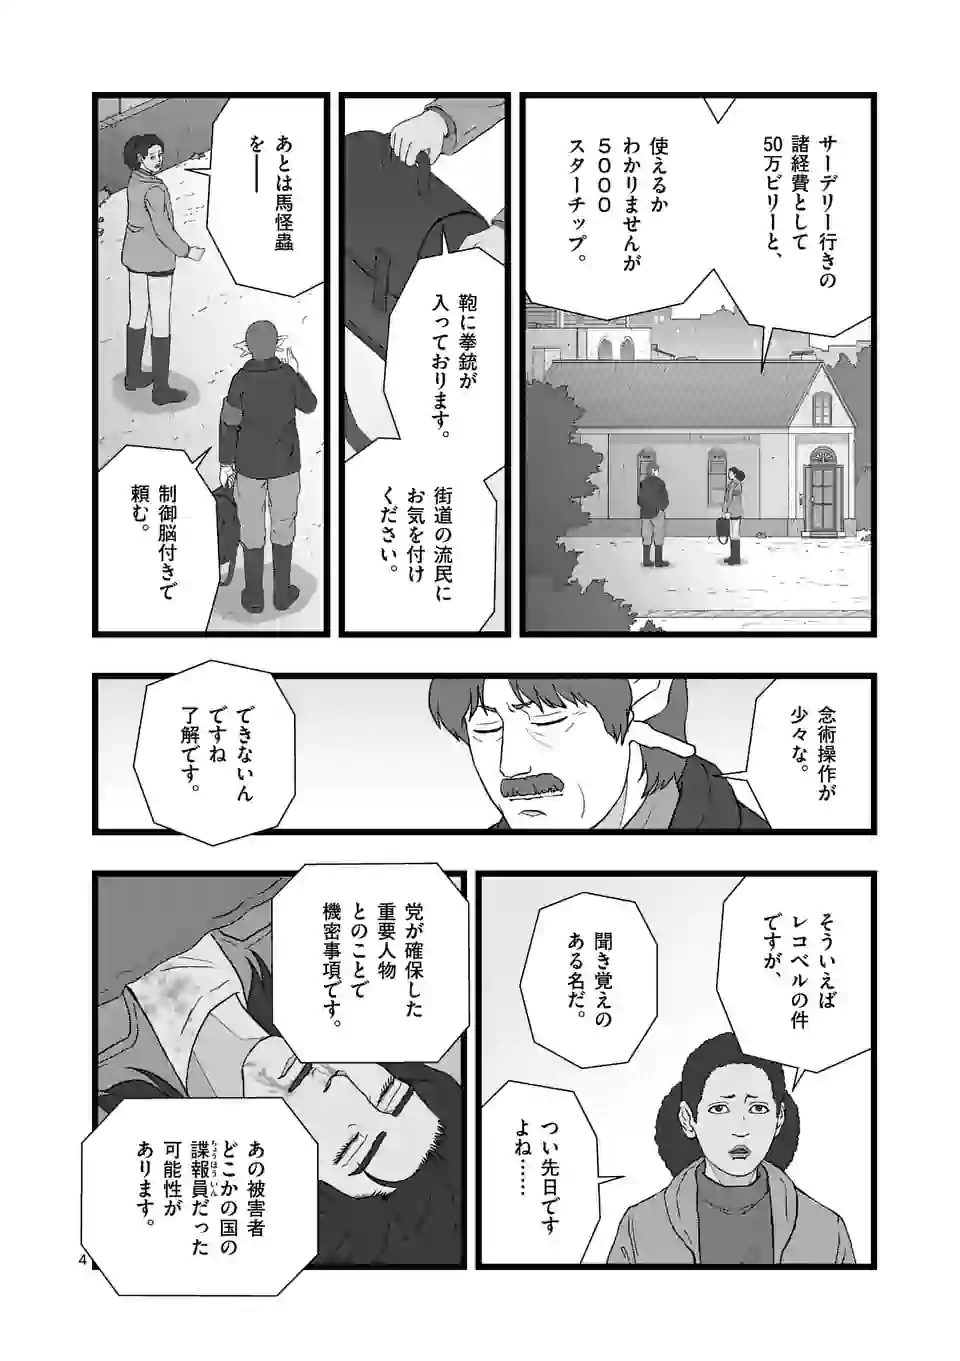 サーデリー行きの
諸経費として
50万ビリーと、
使えるか
わかりませんが
5000
スターチップ。
鞄に拳銃が
入っております。
街道の流民に
お気を付け
ください。
あとは馬怪蟲
を──
制御脳付きで
頼む。
念術操作が
少々な。
できないん
ですね
了解です。
そういえば
レコベルの件
ですが、
聞き覚えの
ある名だ。
つい先日です
よね……
党が確保した
重要人物
とのことで
機密事項です。
あの被害者
どこかの国の
諜報員だった
ちょうほういん
可能性が
あります。
4